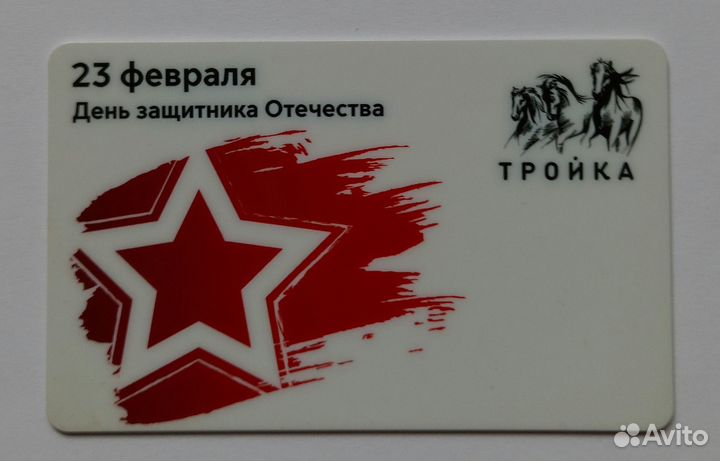 23 февраля
День защитника Отечества
ТРОЙКА
Avito